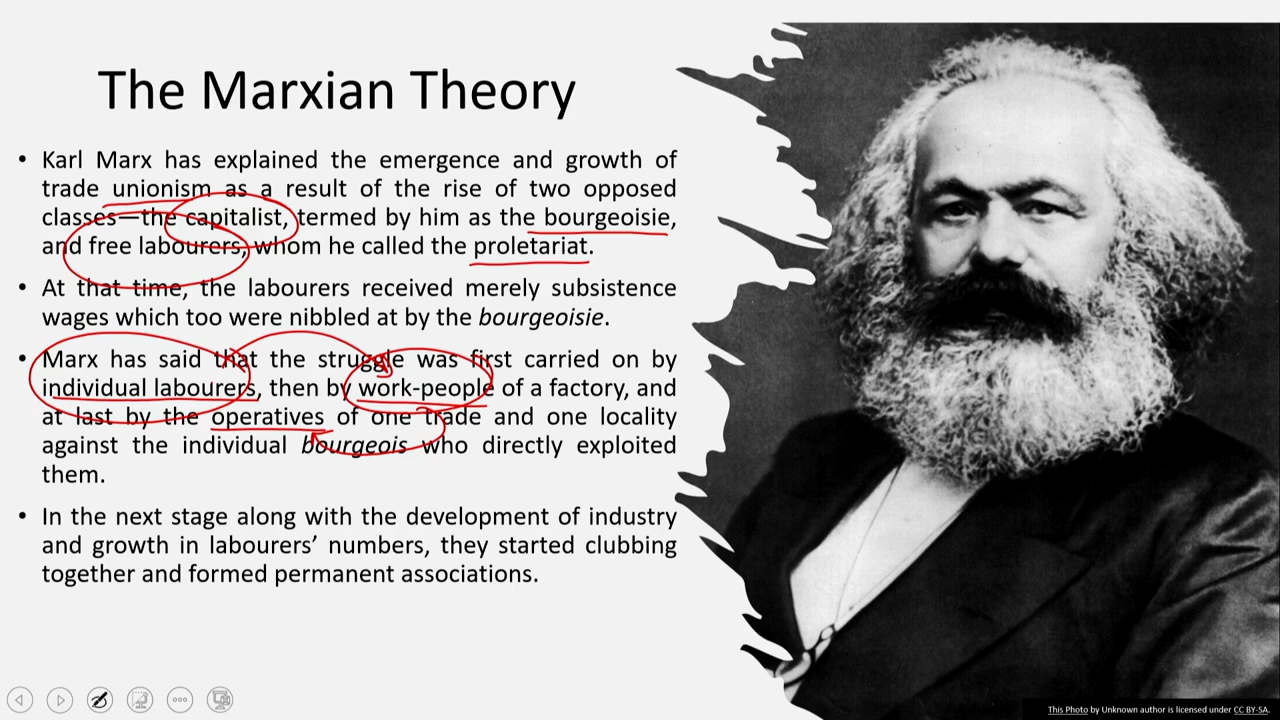 The Marxian Theory
• Karl Marx has explained the emergence and growth of
trade unionism as a result of the rise of two opposed
classes—the capitalist, termed by him as the bourgeoisie,
and free labourers, whom he called the proletariat.
• At that time, the labourers received merely subsistence
wages which too were nibbled at by the bourgeoisie.
• Marx has said that the struggle was first carried on by
individual labourers, then by work-people of a factory, and
at last by the operatives of one trade and one locality
against the individual bourgeois who directly exploited
them.
• In the next stage along with the development of industry
and growth in labourers’ numbers, they started clubbing
together and formed permanent associations.
This Photo by Unknown author is licensed under CC BY-SA.